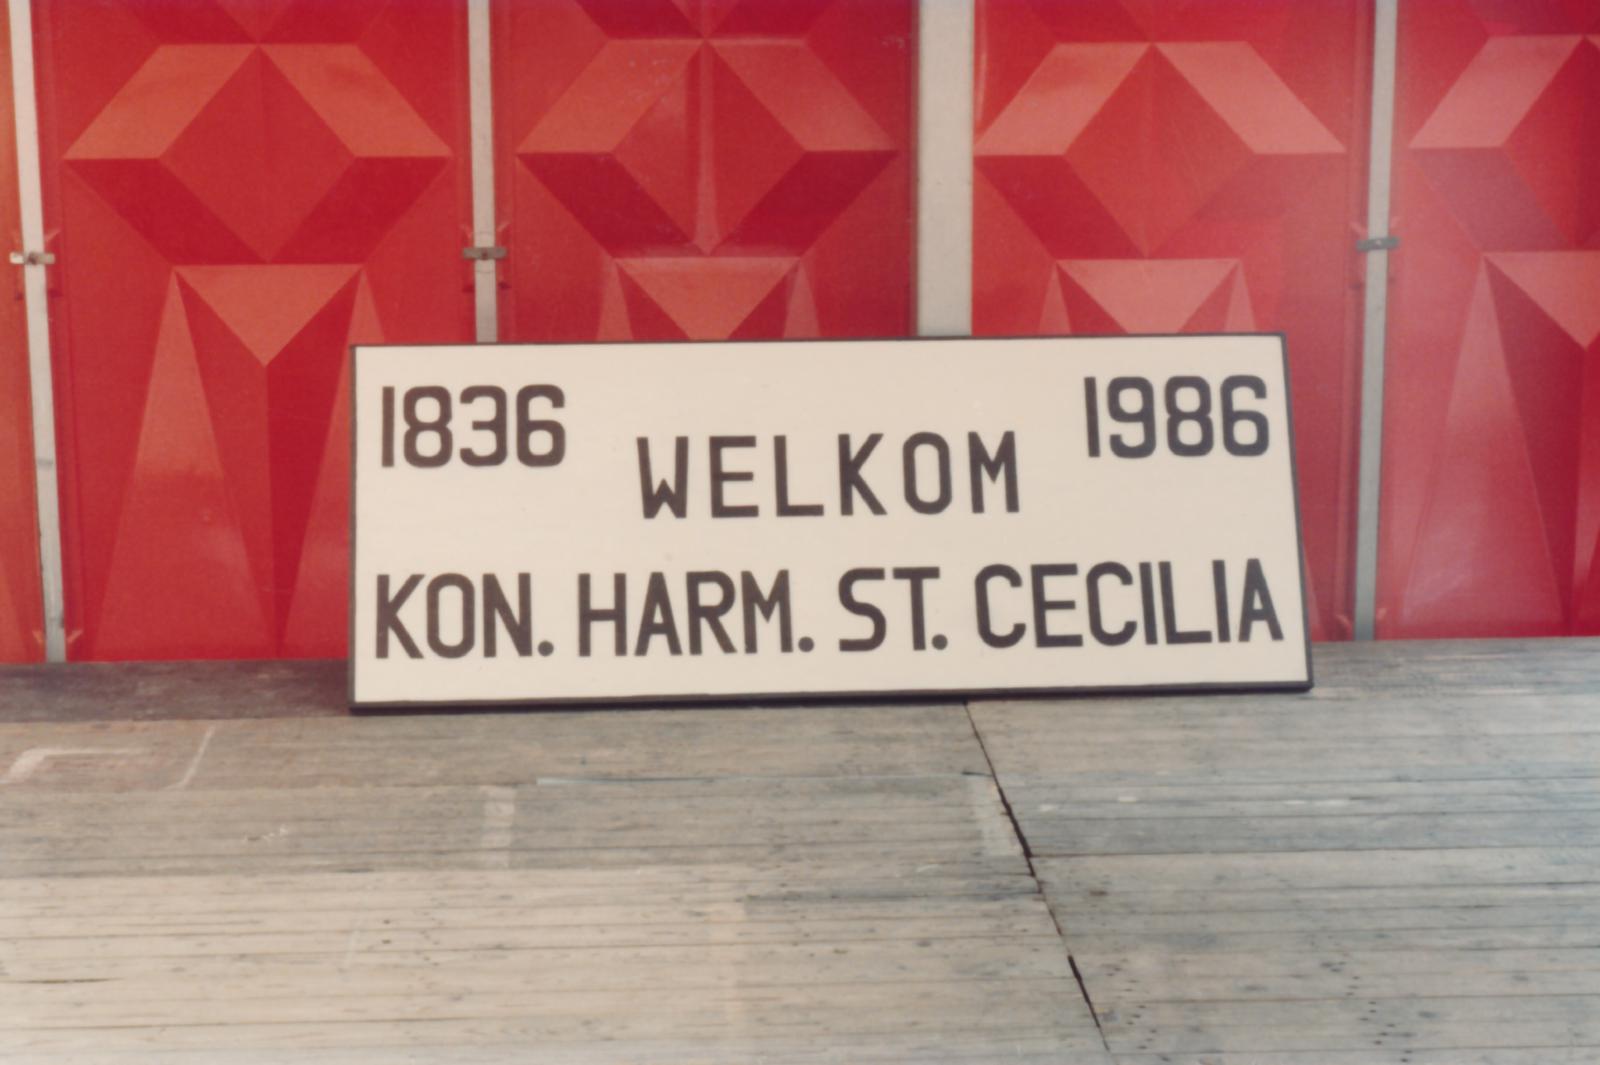 1836 1986
WELKOM
KON. HARM. ST. CECILIA